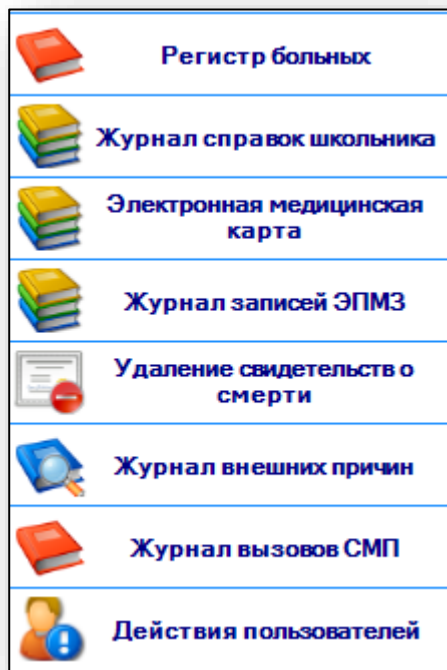 Регистр больных
Журнал справок школьника
Электронная медицинская
карта
Журнал записей ЭПМЗ
Удаление свидетельств о
смерти
Журнал внешних причин
Журнал вызовов СМП
Действия пользователей